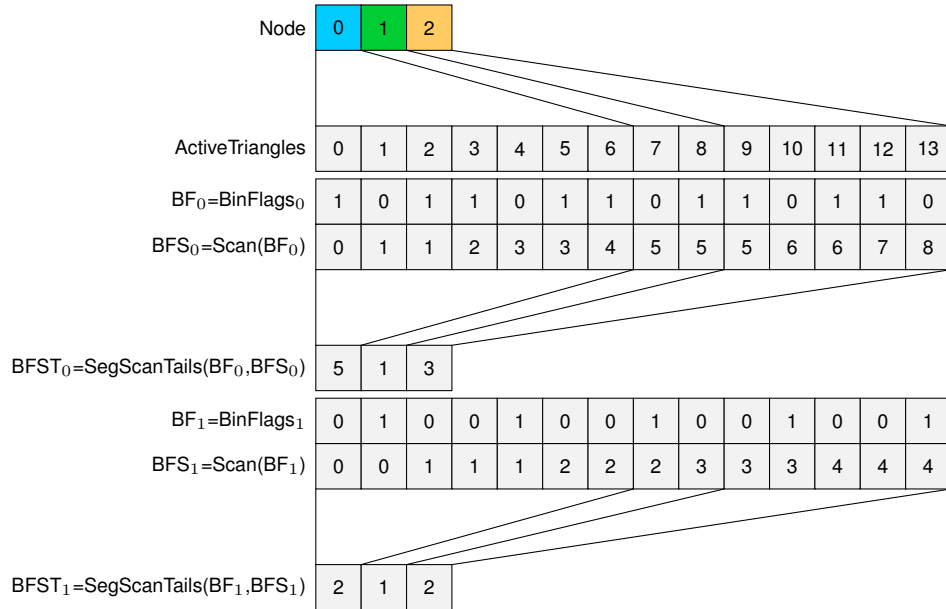 Node 0 1 2
ActiveTriangles 0 1 2 3 4 5 6 7 8 9 10 11 12 13
BF₀=BinFlags₀ 1 0 1 1 0 1 1 0 1 1 0 1 1 0
BFS₀=Scan(BF₀) 0 1 1 2 3 3 4 5 5 5 6 6 7 8
BFST₀=SegScanTails(BF₀,BFS₀) 5 1 3
BF₁=BinFlags₁ 0 1 0 0 1 0 0 1 0 0 1 0 0 1
BFS₁=Scan(BF₁) 0 0 1 1 1 2 2 2 3 3 3 4 4 4
BFST₁=SegScanTails(BF₁,BFS₁) 2 1 2